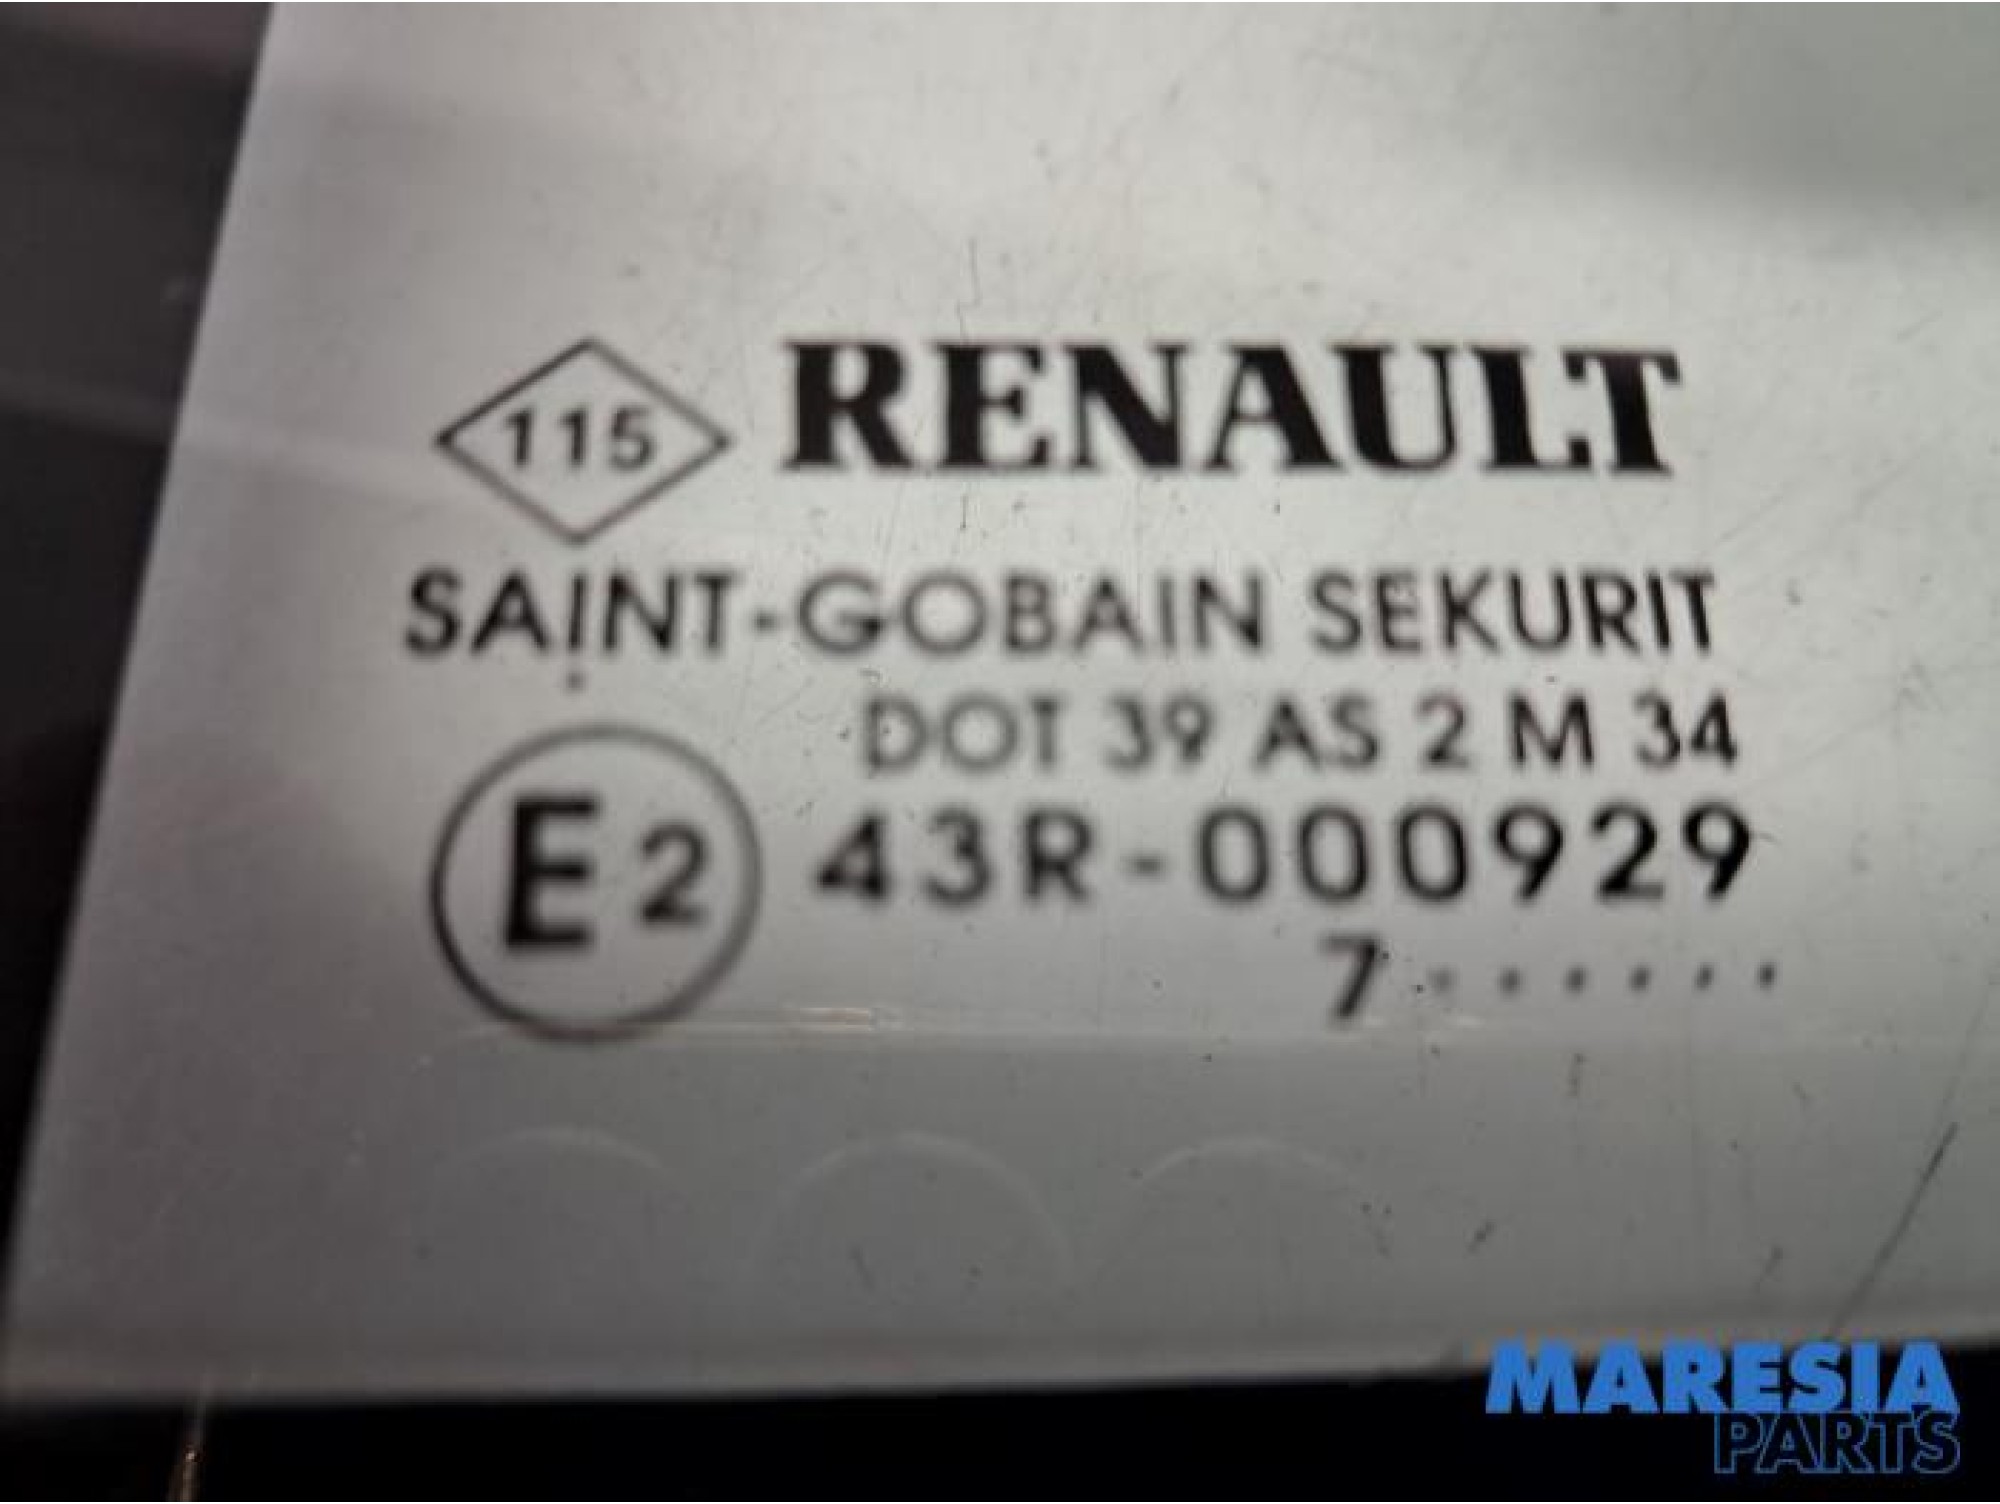 115 RENAULT
SAINT-GOBAIN SEKURIT
DOT 39 AS 2 M 34
E2 43R-000929
7 . . . . . .
MARESIA
PARTS